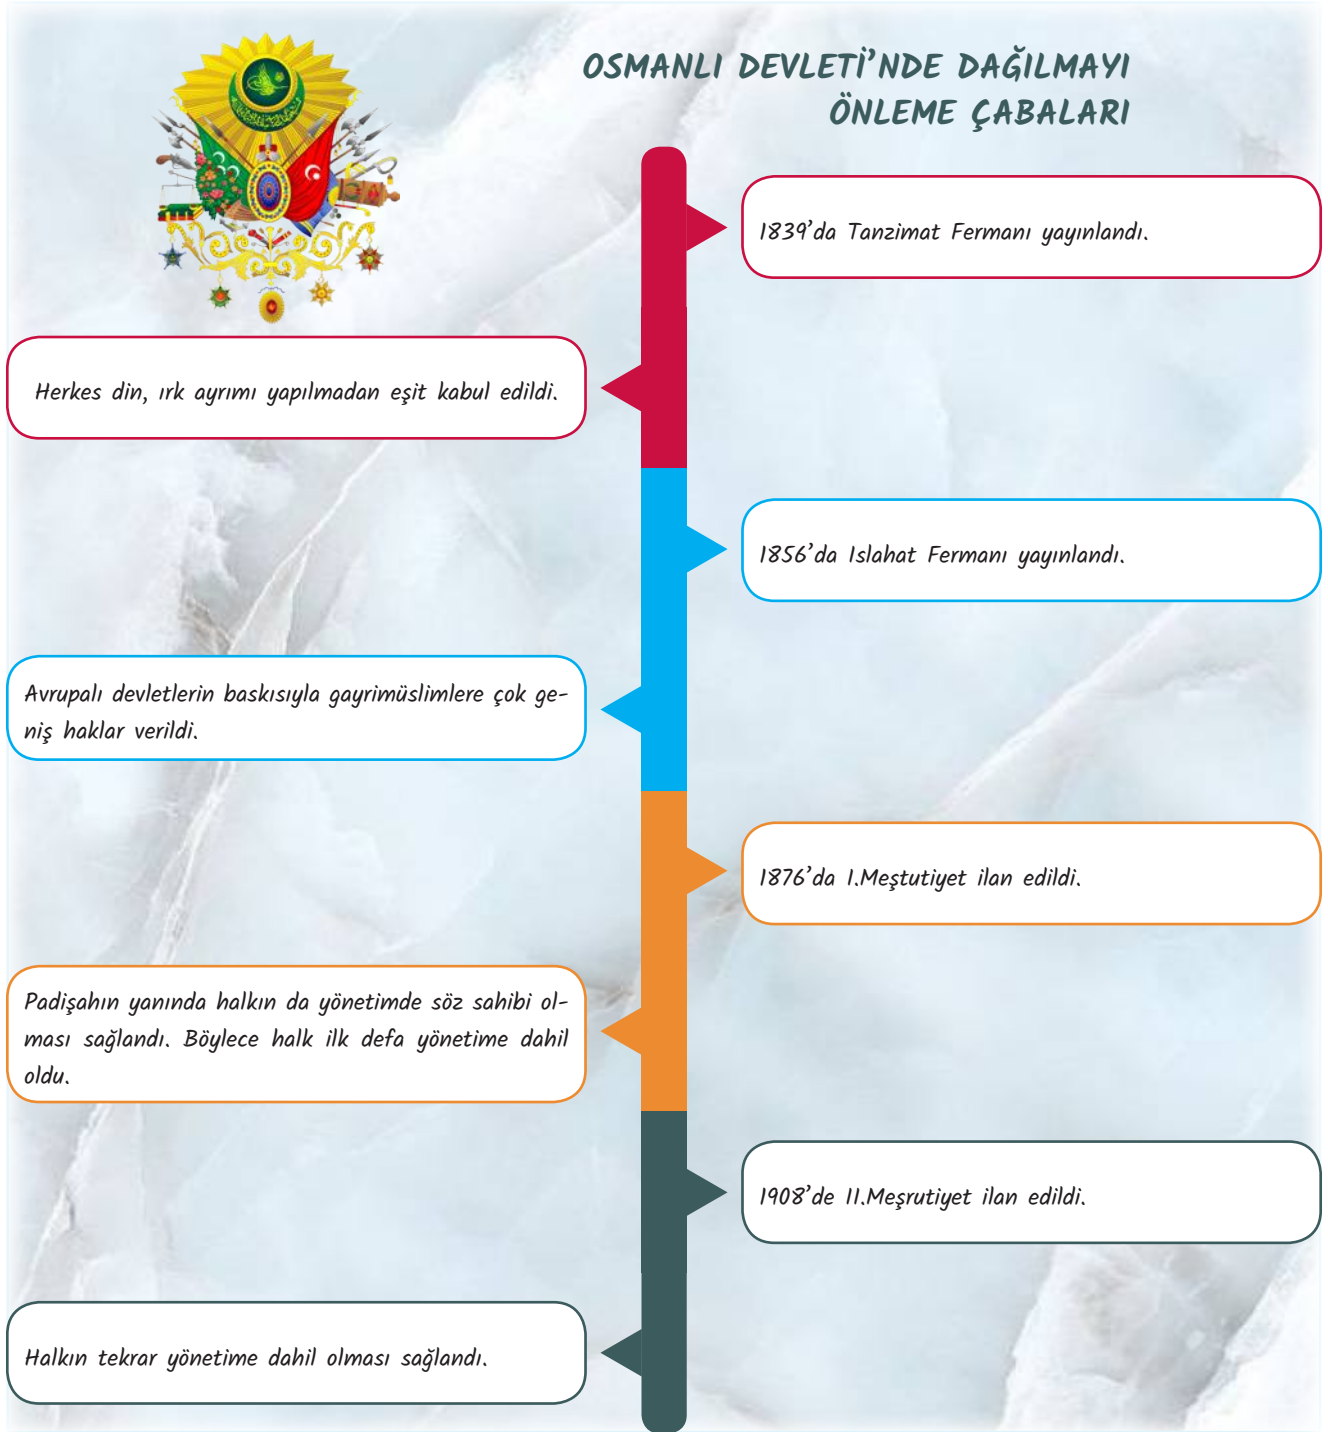 OSMANLI DEVLETİ’NDE DAĞILMAYI
ÖNLEME ÇABALARI
1839’da Tanzimat Fermanı yayınlandı.
Herkes din, ırk ayrımı yapılmadan eşit kabul edildi.
1856’da Islahat Fermanı yayınlandı.
Avrupalı devletlerin baskısıyla gayrimüslimlere çok ge-
niş haklar verildi.
1876’da I.Meştutiyet ilan edildi.
Padişahın yanında halkın da yönetimde söz sahibi ol-
ması sağlandı. Böylece halk ilk defa yönetime dahil
oldu.
1908’de II.Meşrutiyet ilan edildi.
Halkın tekrar yönetime dahil olması sağlandı.